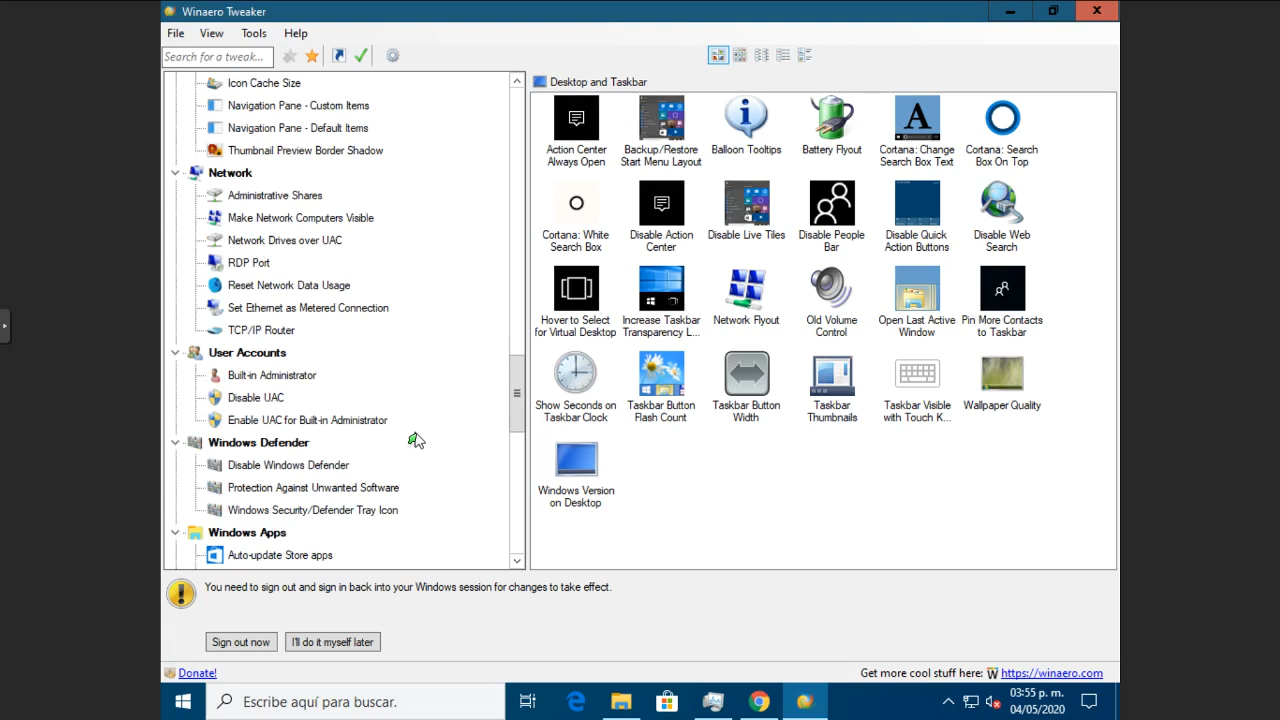 Winaero Tweaker
File View Tools Help
Search for a tweak...
Icon Cache Size
Navigation Pane - Custom Items
Navigation Pane - Default Items
Thumbnail Preview Border Shadow
Network
Administrative Shares
Make Network Computers Visible
Network Drives over UAC
RDP Port
Reset Network Data Usage
Set Ethernet as Metered Connection
TCP/IP Router
User Accounts
Built-in Administrator
Disable UAC
Enable UAC for Built-in Administrator
Windows Defender
Disable Windows Defender
Protection Against Unwanted Software
Windows Security/Defender Tray Icon
Windows Apps
Auto-update Store apps
Desktop and Taskbar
Action Center
Always Open
Backup/Restore
Start Menu Layout
Balloon Tooltips
Battery Flyout
Cortana: Change
Search Box Text
Cortana: Search
Box On Top
Cortana: White
Search Box
Disable Action
Center
Disable Live Tiles
Disable People
Bar
Disable Quick
Action Buttons
Disable Web
Search
Hover to Select
for Virtual Desktop
Increase Taskbar
Transparency L...
Network Flyout
Old Volume
Control
Open Last Active
Window
Pin More Contacts
to Taskbar
Show Seconds on
Taskbar Clock
Taskbar Button
Flash Count
Taskbar Button
Width
Taskbar
Thumbnails
Taskbar Visible
with Touch K...
Wallpaper Quality
Windows Version
on Desktop
You need to sign out and sign in back into your Windows session for changes to take effect.
Sign out now
I'll do it myself later
Donate!
Get more cool stuff here: W https://winaero.com
Escribe aquí para buscar.
03:55 p. m.
04/05/2020